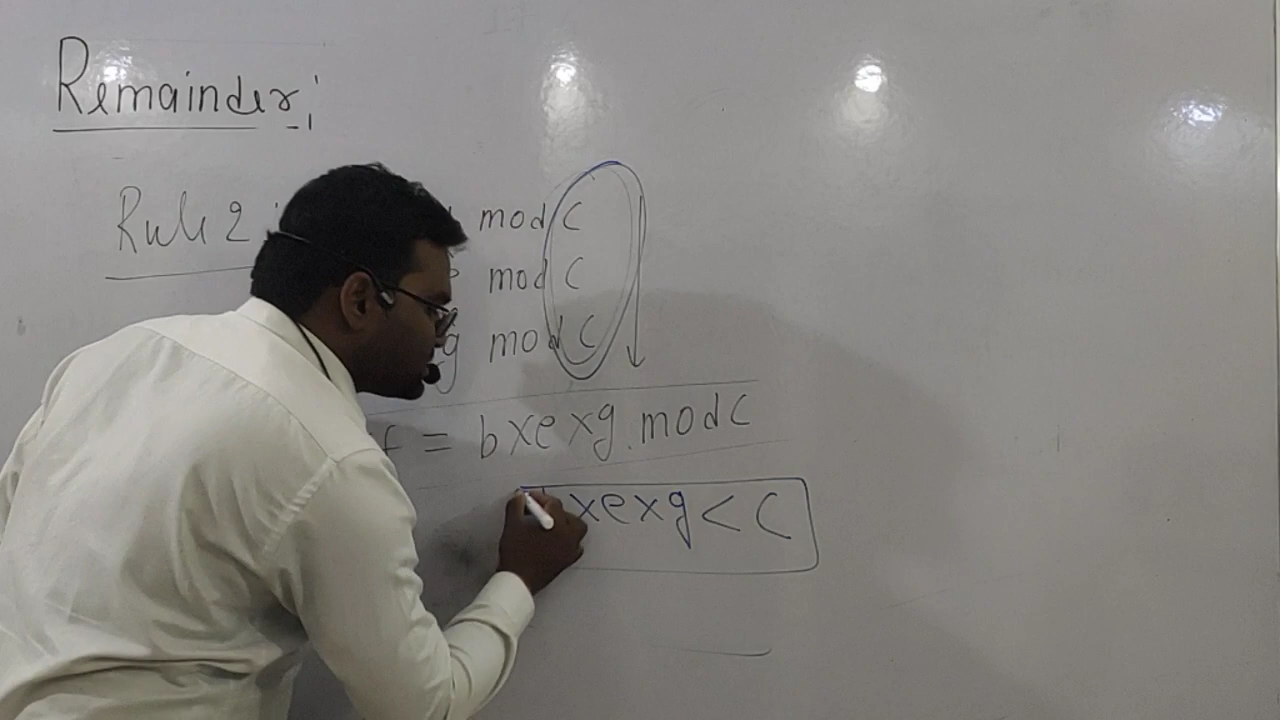 Remainder :
Rule 2 : mod C
mod C
g mod C
f = b x e x g mod C
x e x g < C